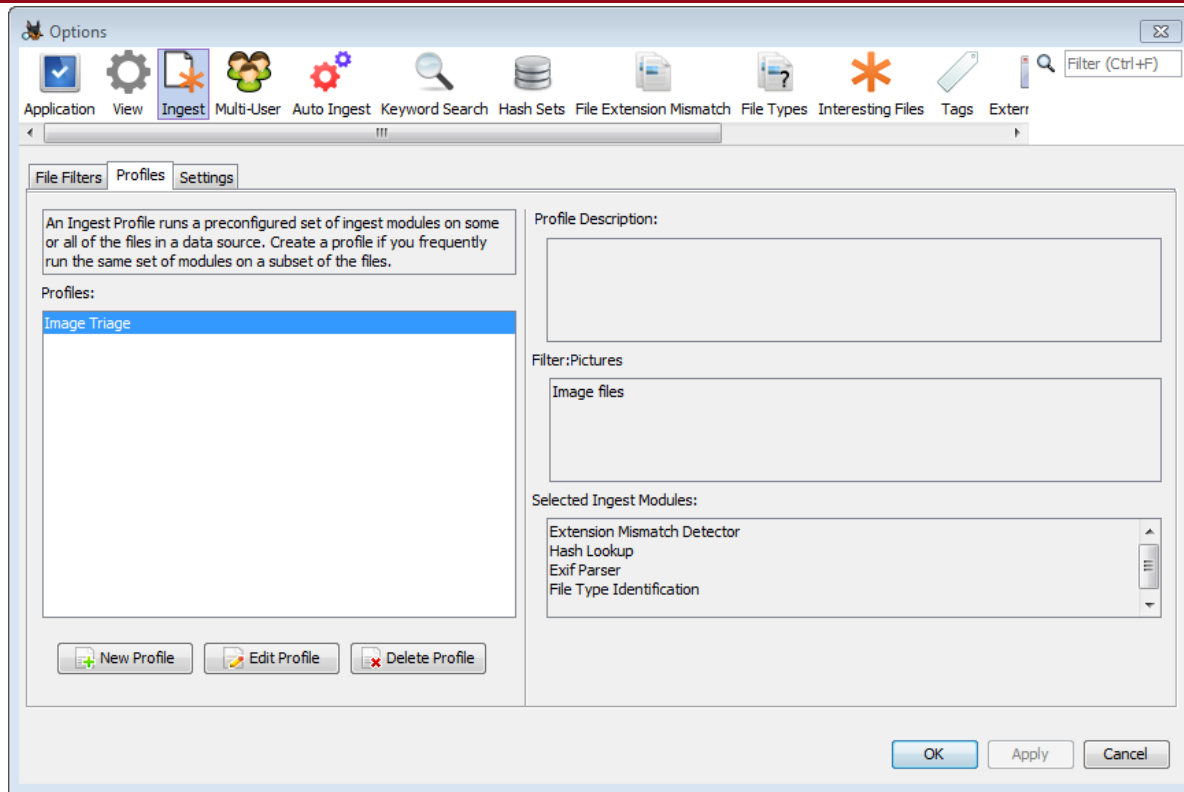 Options
Filter (Ctrl+F)
Application View Ingest Multi-User Auto Ingest Keyword Search Hash Sets File Extension Mismatch File Types Interesting Files Tags Extern
File Filters Profiles Settings
An Ingest Profile runs a preconfigured set of ingest modules on some
or all of the files in a data source. Create a profile if you frequently
run the same set of modules on a subset of the files.
Profiles:
Image Triage
New Profile Edit Profile Delete Profile
Profile Description:
Filter:Pictures
Image files
Selected Ingest Modules:
Extension Mismatch Detector
Hash Lookup
Exif Parser
File Type Identification
OK Apply Cancel